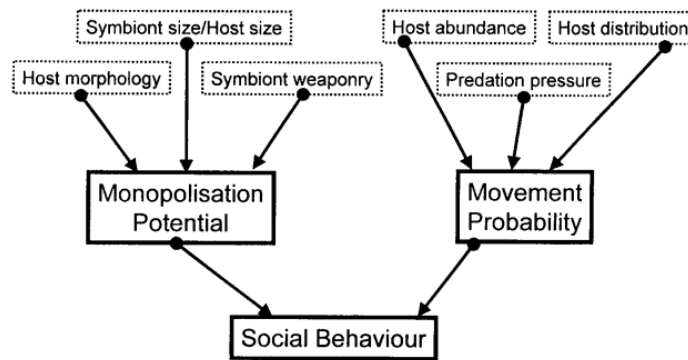 Symbiont size/Host size
Host abundance
Host distribution
Host morphology
Symbiont weaponry
Predation pressure
Monopolisation
Potential
Movement
Probability
Social Behaviour